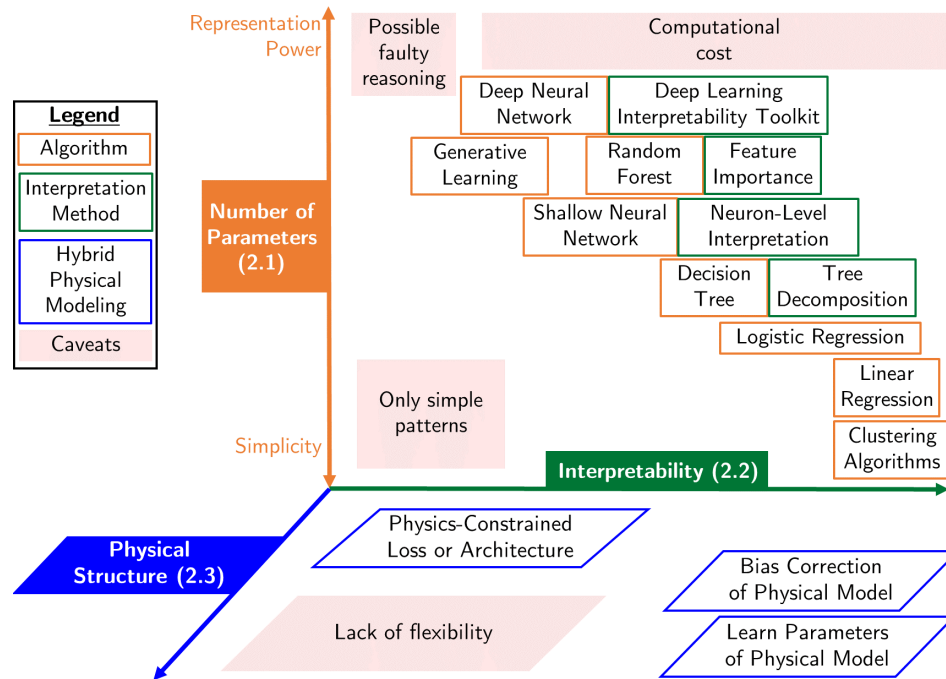 Representation
Power
Possible
faulty
reasoning
Computational
cost
Legend
Algorithm
Interpretation
Method
Hybrid
Physical
Modeling
Caveats
Deep Neural
Network
Deep Learning
Interpretability Toolkit
Generative
Learning
Random
Forest
Feature
Importance
Number of
Parameters
(2.1)
Shallow Neural
Network
Neuron-Level
Interpretation
Decision
Tree
Tree
Decomposition
Logistic Regression
Linear
Regression
Only simple
patterns
Simplicity
Clustering
Algorithms
Interpretability (2.2)
Physics-Constrained
Loss or Architecture
Physical
Structure (2.3)
Bias Correction
of Physical Model
Lack of flexibility
Learn Parameters
of Physical Model